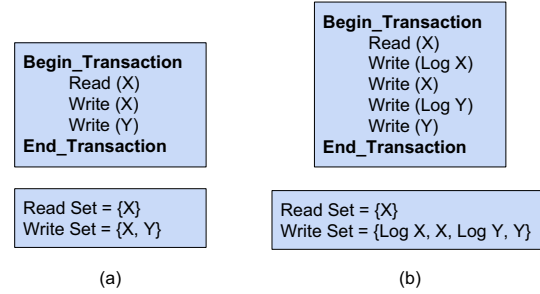 Begin_Transaction
Read (X)
Write (X)
Write (Y)
End_Transaction
Read Set = {X}
Write Set = {X, Y}
(a)
Begin_Transaction
Read (X)
Write (Log X)
Write (X)
Write (Log Y)
Write (Y)
End_Transaction
Read Set = {X}
Write Set = {Log X, X, Log Y, Y}
(b)